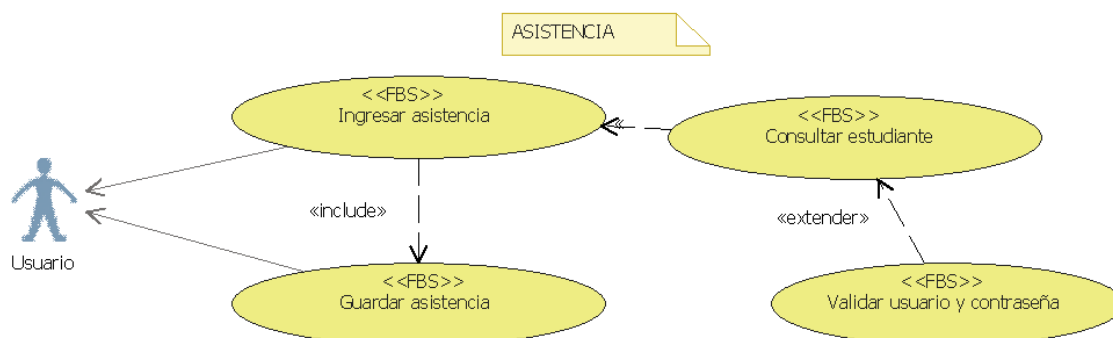 ASISTENCIA
<<FBS>>
Ingresar asistencia
<<FBS>>
Consultar estudiante
«include»
«extender»
Usuario
<<FBS>>
Guardar asistencia
<<FBS>>
Validar usuario y contraseña